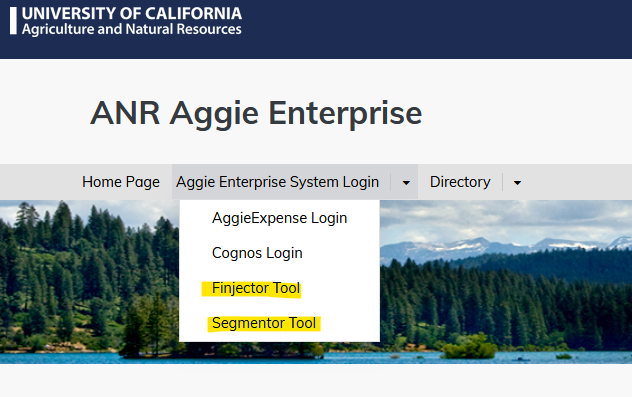 UNIVERSITY OF CALIFORNIA
Agriculture and Natural Resources
ANR Aggie Enterprise
Home Page Aggie Enterprise System Login Directory
AggieExpense Login
Cognos Login
Finjector Tool
Segmentor Tool